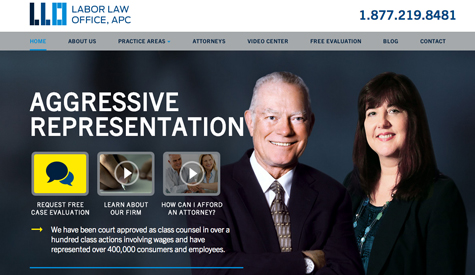 LLO LABOR LAW
OFFICE, APC
1.877.219.8481
HOME ABOUT US PRACTICE AREAS ATTORNEYS VIDEO CENTER FREE EVALUATION BLOG CONTACT
AGGRESSIVE
REPRESENTATION
REQUEST FREE
CASE EVALUATION
LEARN ABOUT
OUR FIRM
HOW CAN I AFFORD
AN ATTORNEY?
We have been court approved as class counsel in over a
hundred class actions involving wages and have
represented over 400,000 consumers and employees.